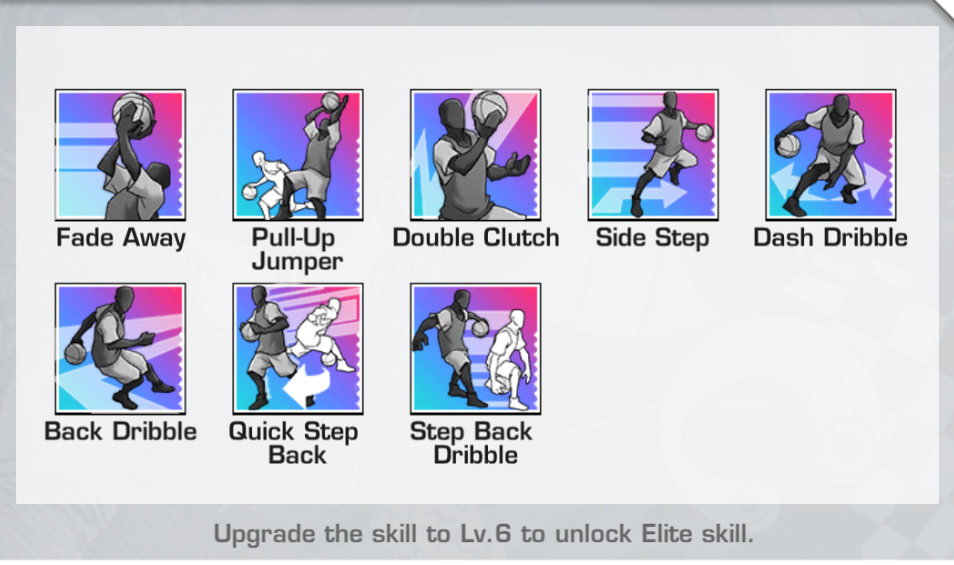 Fade Away
Pull-Up
Jumper
Double Clutch
Side Step
Dash Dribble
Back Dribble
Quick Step
Back
Step Back
Dribble
Upgrade the skill to Lv.6 to unlock Elite skill.